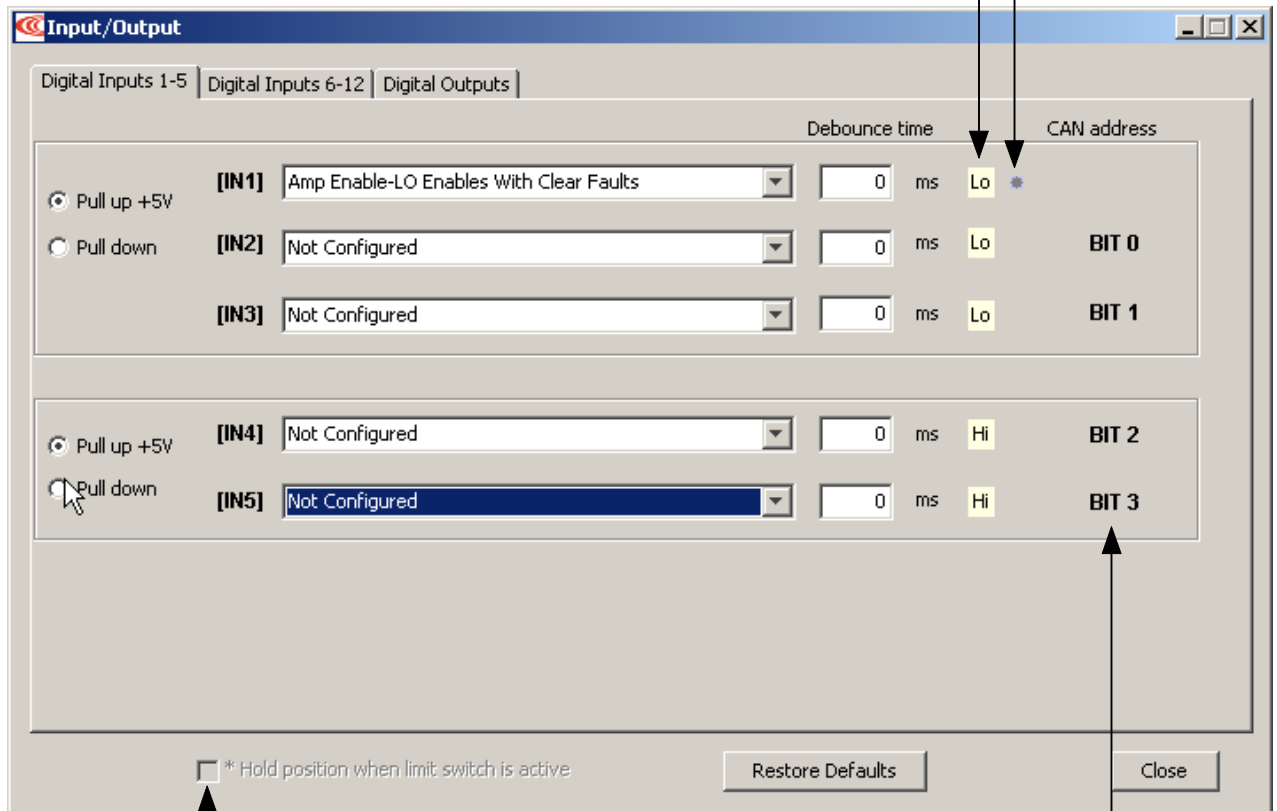 Input/Output
Digital Inputs 1-5 Digital Inputs 6-12 Digital Outputs
Debounce time CAN address
Pull up +5V [IN1] Amp Enable-LO Enables With Clear Faults 0 ms Lo
Pull down [IN2] Not Configured 0 ms Lo BIT 0
[IN3] Not Configured 0 ms Lo BIT 1
Pull up +5V [IN4] Not Configured 0 ms Hi BIT 2
Pull down [IN5] Not Configured 0 ms Hi BIT 3
* Hold position when limit switch is active Restore Defaults Close